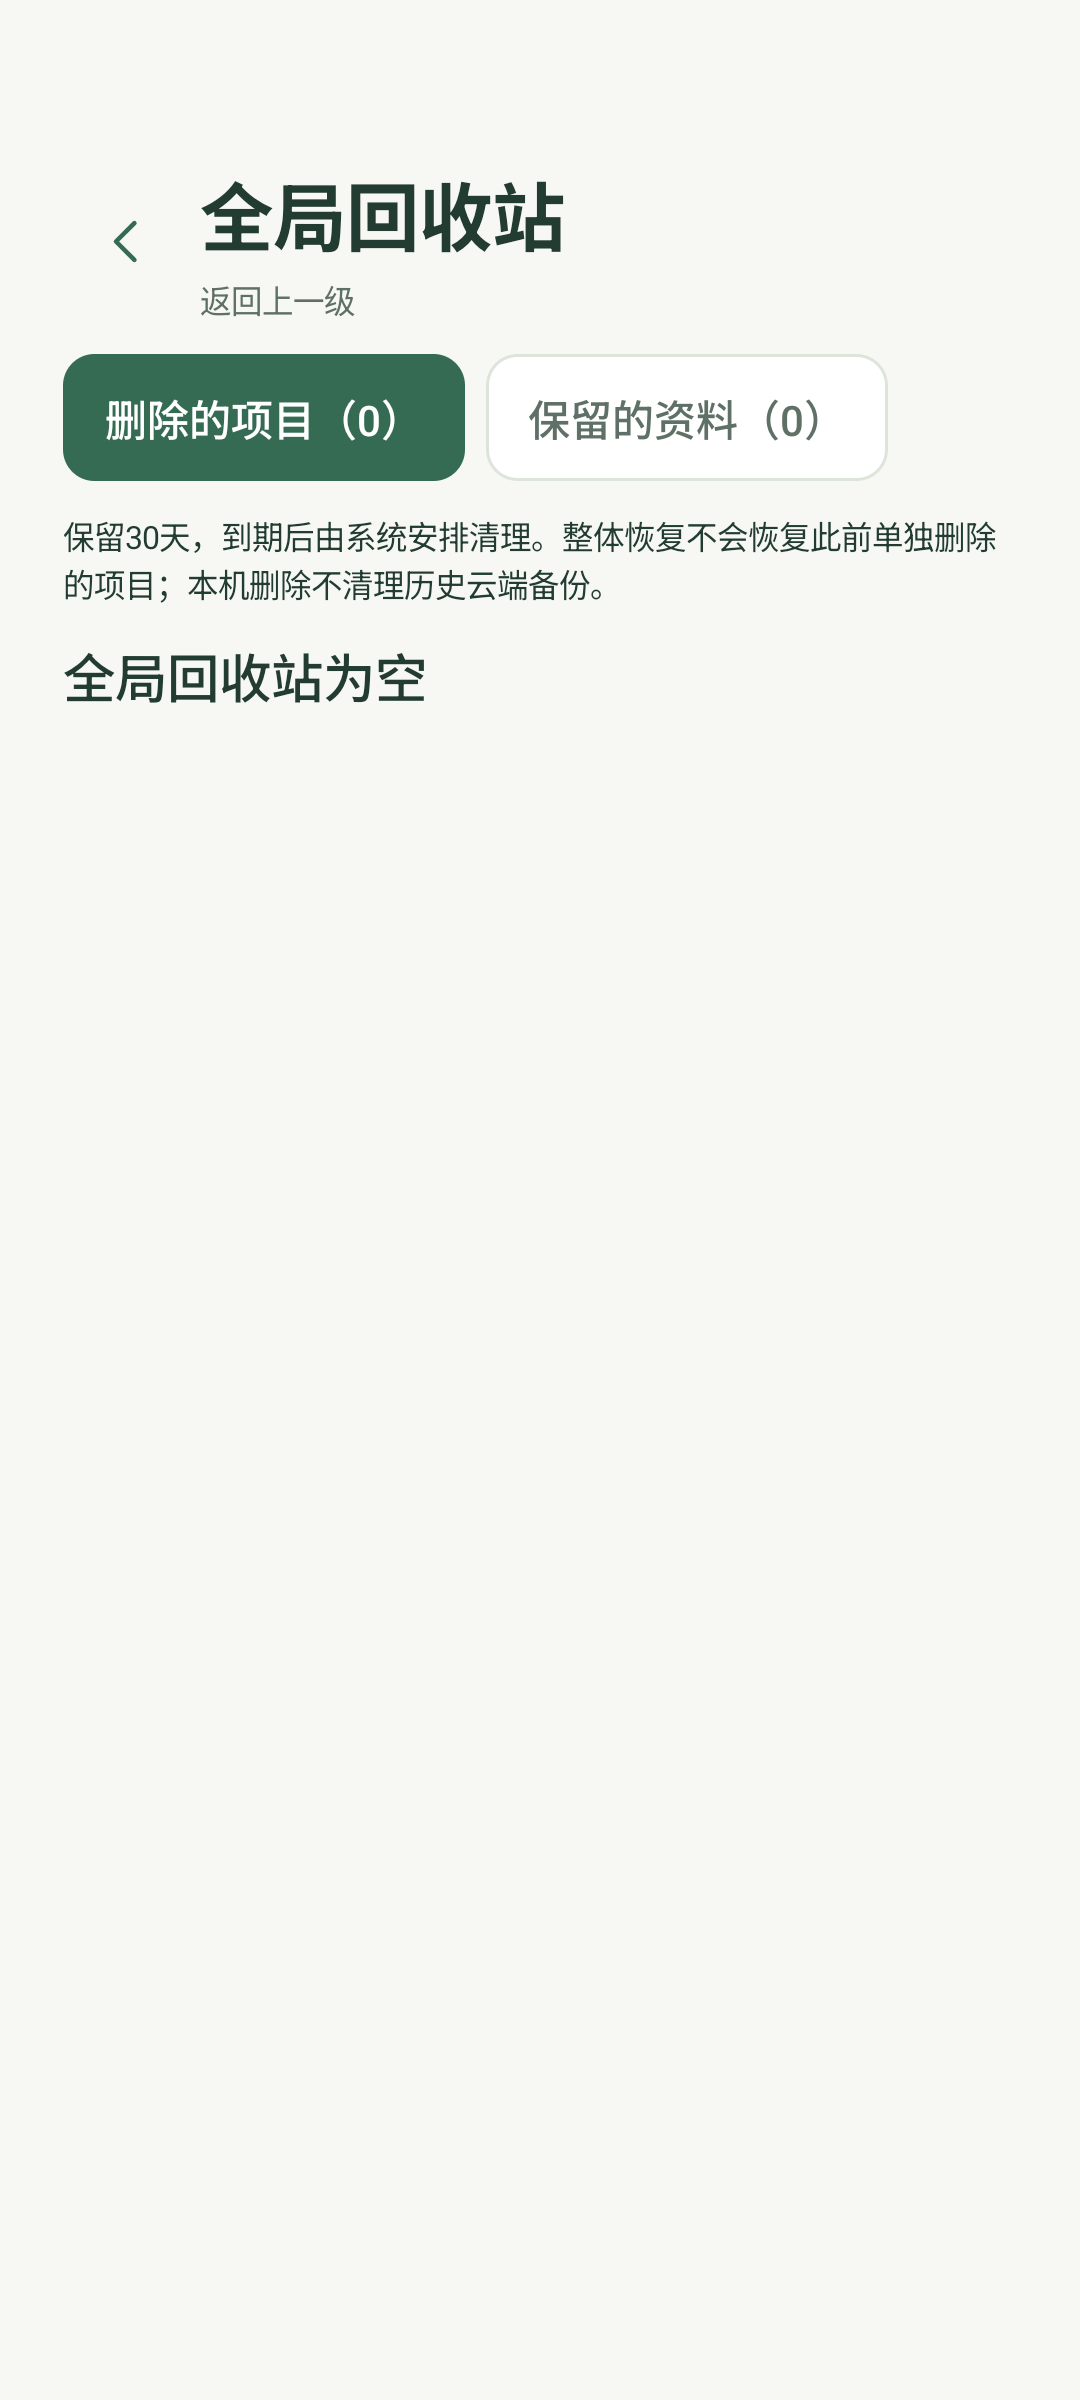 全局回收站
返回上一级
删除的项目（0）
保留的资料（0）
保留30天，到期后由系统安排清理。整体恢复不会恢复此前单独删除
的项目；本机删除不清理历史云端备份。
全局回收站为空